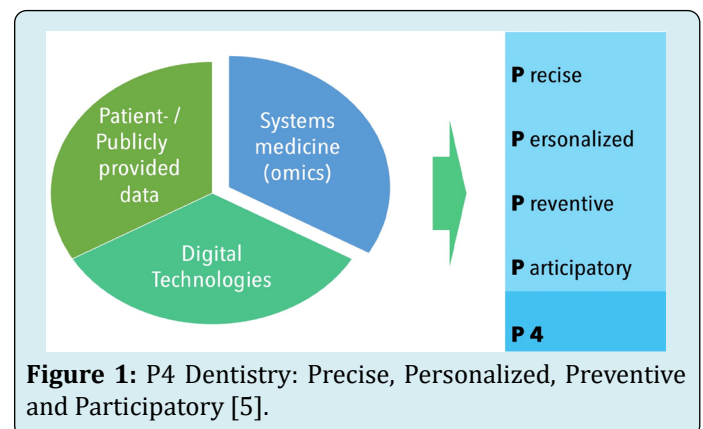 Patient- /
Publicly
provided
data
Systems
medicine
(omics)
Digital
Technologies
P recise
P ersonalized
P reventive
P articipatory
P 4
Figure 1: P4 Dentistry: Precise, Personalized, Preventive
and Participatory [5].